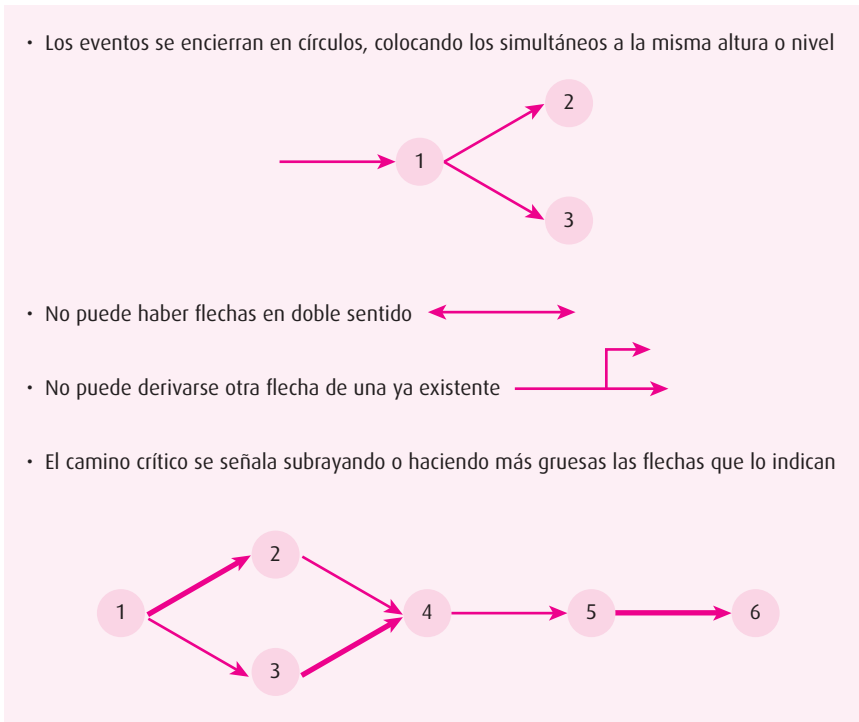 • Los eventos se encierran en círculos, colocando los simultáneos a la misma altura o nivel
2
1
3
• No puede haber flechas en doble sentido
• No puede derivarse otra flecha de una ya existente
• El camino crítico se señala subrayando o haciendo más gruesas las flechas que lo indican
2
1 4 5 6
3